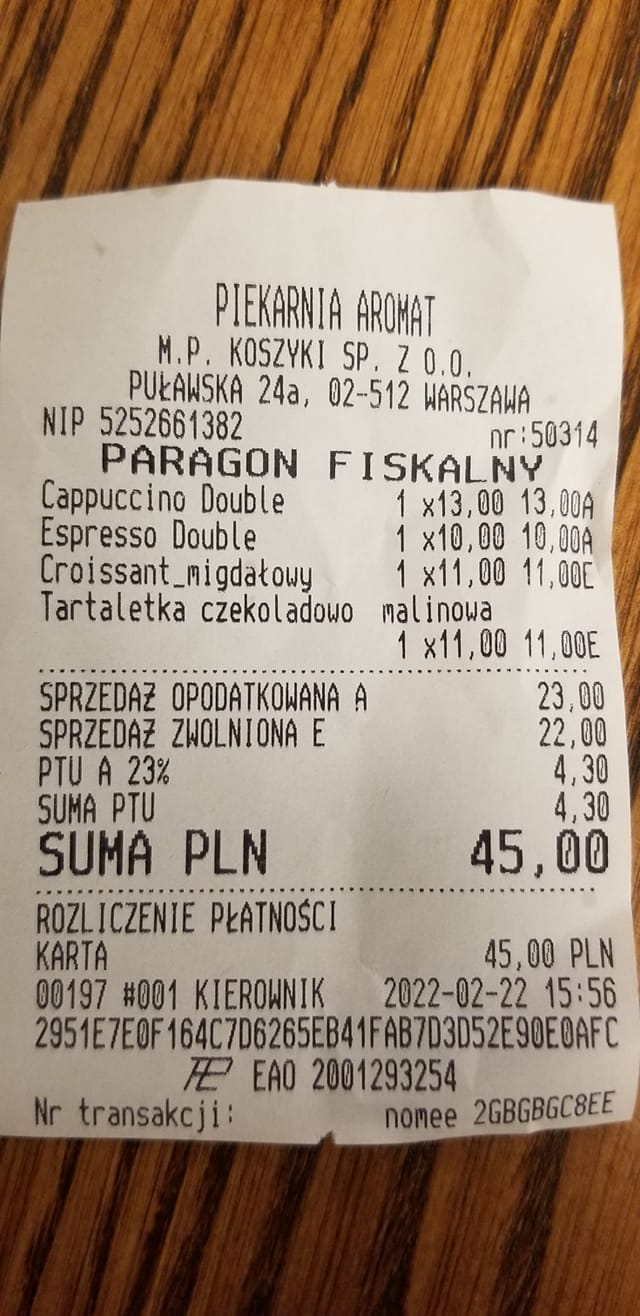 PIEKARNIA AROMAT
M.P. KOSZYKI SP. Z O.O.
PUŁAWSKA 24a, 02-512 WARSZAWA
NIP 5252661382 nr:50314
PARAGON FISKALNY
Cappuccino Double 1 x13,00 13,00A
Espresso Double 1 x10,00 10,00A
Croissant_migdałowy 1 x11,00 11,00E
Tartaletka czekoladowo malinowa
1 x11,00 11,00E
SPRZEDAŻ OPODATKOWANA A 23,00
SPRZEDAŻ ZWOLNIONA E 22,00
PTU A 23% 4,30
SUMA PTU 4,30
SUMA PLN 45,00
ROZLICZENIE PŁATNOŚCI
KARTA 45,00 PLN
00197 #001 KIEROWNIK 2022-02-22 15:56
2951E7E0F164C7D6265EB41FAB7D3D52E90E0AFC
EAO 2001293254
Nr transakcji: nomee 2GBGBGC8EE